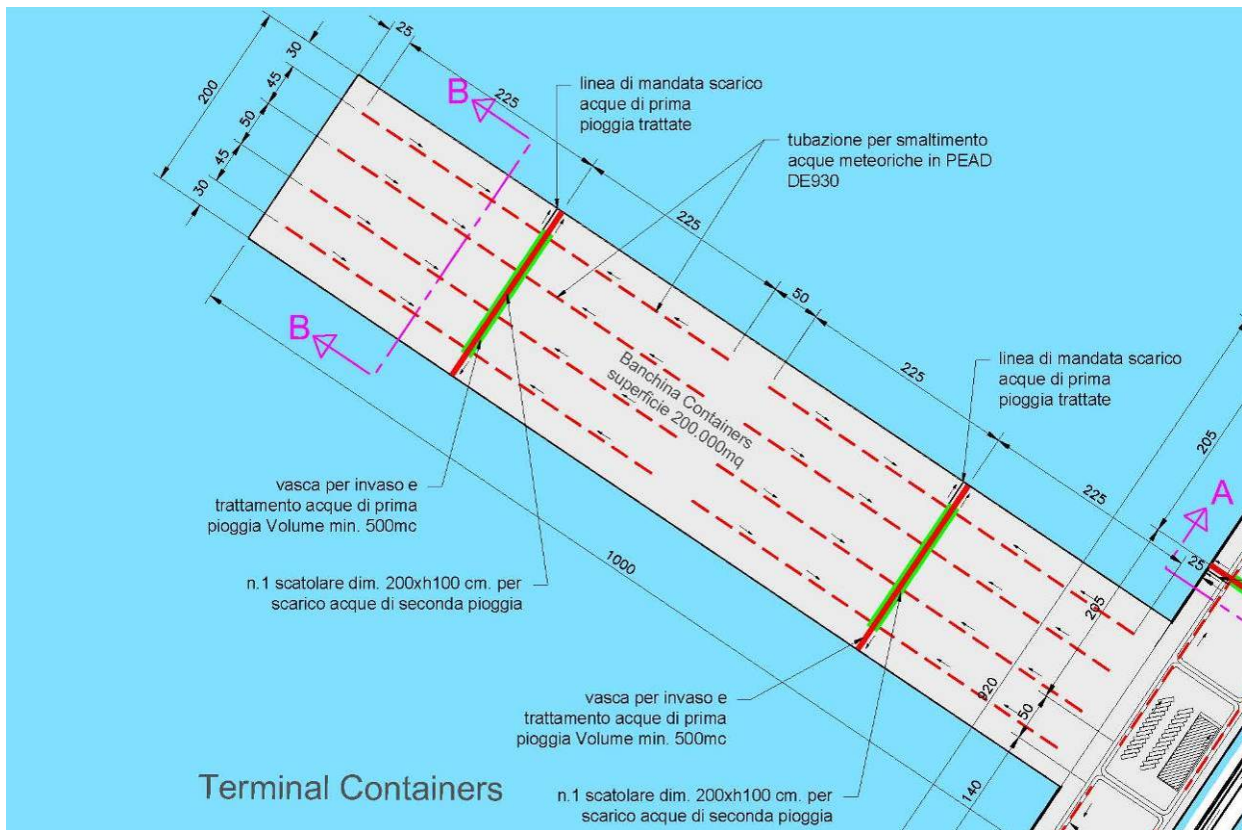 25
30
45
200
50
45
30
225
B
B
linea di mandata scarico
acque di prima
pioggia trattate
tubazione per smaltimento
acque meteoriche in PEAD
DE930
225
50
225
Banchina Containers
superficie 200.000mq
linea di mandata scarico
acque di prima
pioggia trattate
205
225
A
25
vasca per invaso e
trattamento acque di prima
pioggia Volume min. 500mc
n.1 scatolare dim. 200xh100 cm. per
scarico acque di seconda pioggia
1000
205
920
50
140
vasca per invaso e
trattamento acque di prima
pioggia Volume min. 500mc
n.1 scatolare dim. 200xh100 cm. per
scarico acque di seconda pioggia
Terminal Containers